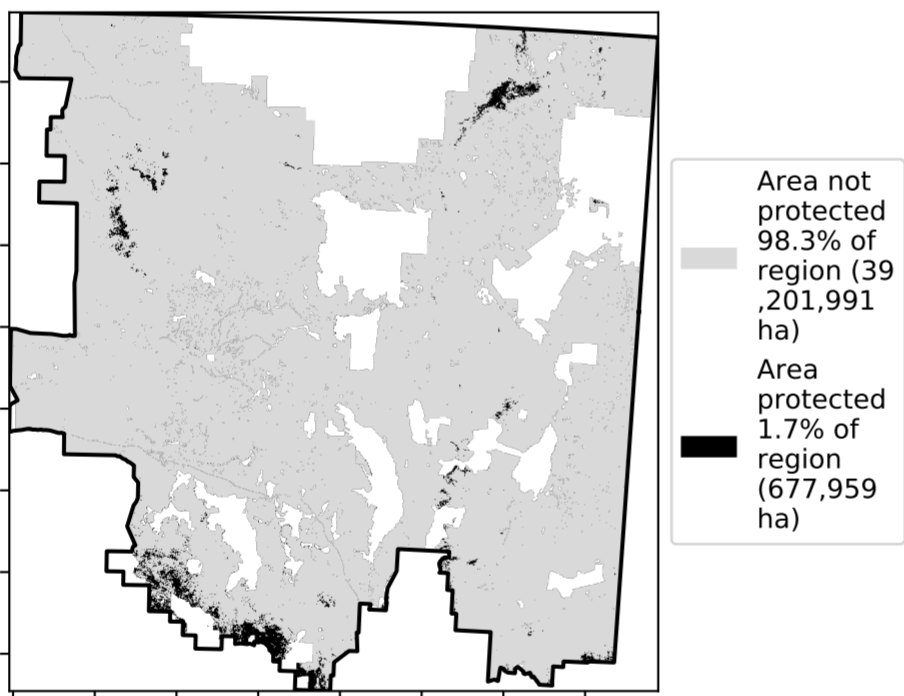 Area not
protected
98.3% of
region (39
,201,991
ha)
Area
protected
1.7% of
region
(677,959
ha)